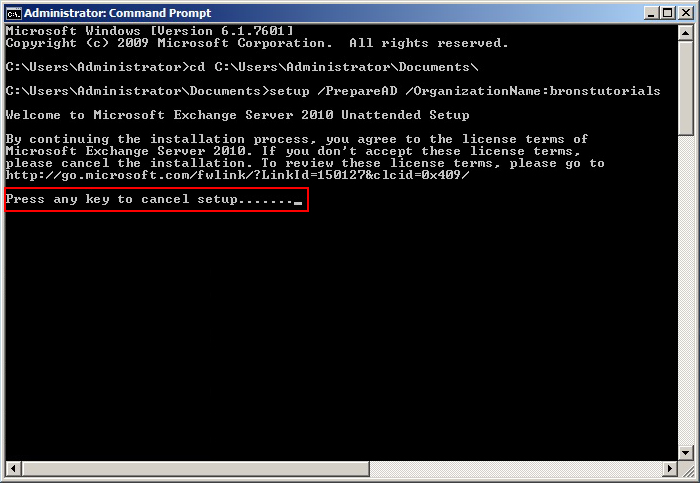 Administrator: Command Prompt
Microsoft Windows [Version 6.1.7601]
Copyright (c) 2009 Microsoft Corporation.  All rights reserved.
C:\Users\Administrator>cd C:\Users\Administrator\Documents\
C:\Users\Administrator\Documents>setup /PrepareAD /OrganizationName:bronstutorials
Welcome to Microsoft Exchange Server 2010 Unattended Setup
By continuing the installation process, you agree to the license terms of
Microsoft Exchange Server 2010. If you don't accept these license terms,
please cancel the installation. To review these license terms, please go to
http://go.microsoft.com/fwlink/?LinkId=150127&clcid=0x409/
Press any key to cancel setup......._